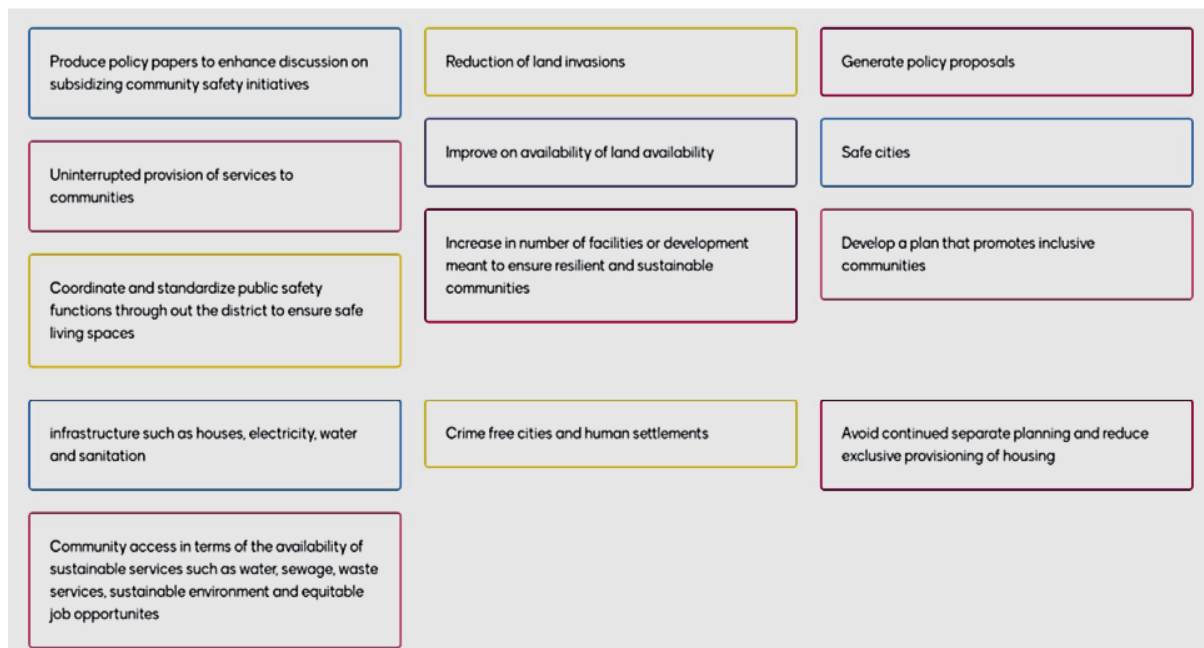 Produce policy papers to enhance discussion on
subsidizing community safety initiatives
Uninterrupted provision of services to
communities
Coordinate and standardize public safety
functions through out the district to ensure safe
living spaces
Reduction of land invasions
Improve on availability of land availability
Increase in number of facilities or development
meant to ensure resilient and sustainable
communities
Generate policy proposals
Safe cities
Develop a plan that promotes inclusive
communities
infrastructure such as houses, electricity, water
and sanitation
Community access in terms of the availability of
sustainable services such as water, sewage, waste
services, sustainable environment and equitable
job opportunites
Crime free cities and human settlements
Avoid continued separate planning and reduce
exclusive provisioning of housing